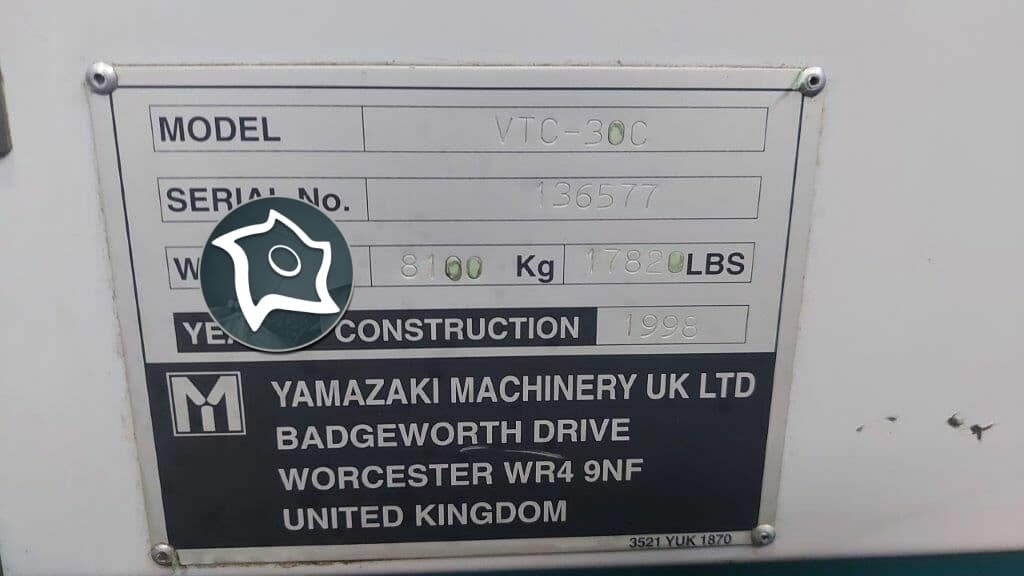 MODEL VTC-30C
SERIAL No. 136577
8100 Kg 17820 LBS
CONSTRUCTION 1998
YAMAZAKI MACHINERY UK LTD
BADGEWORTH DRIVE
WORCESTER WR4 9NF
UNITED KINGDOM
3521 YUK 1870